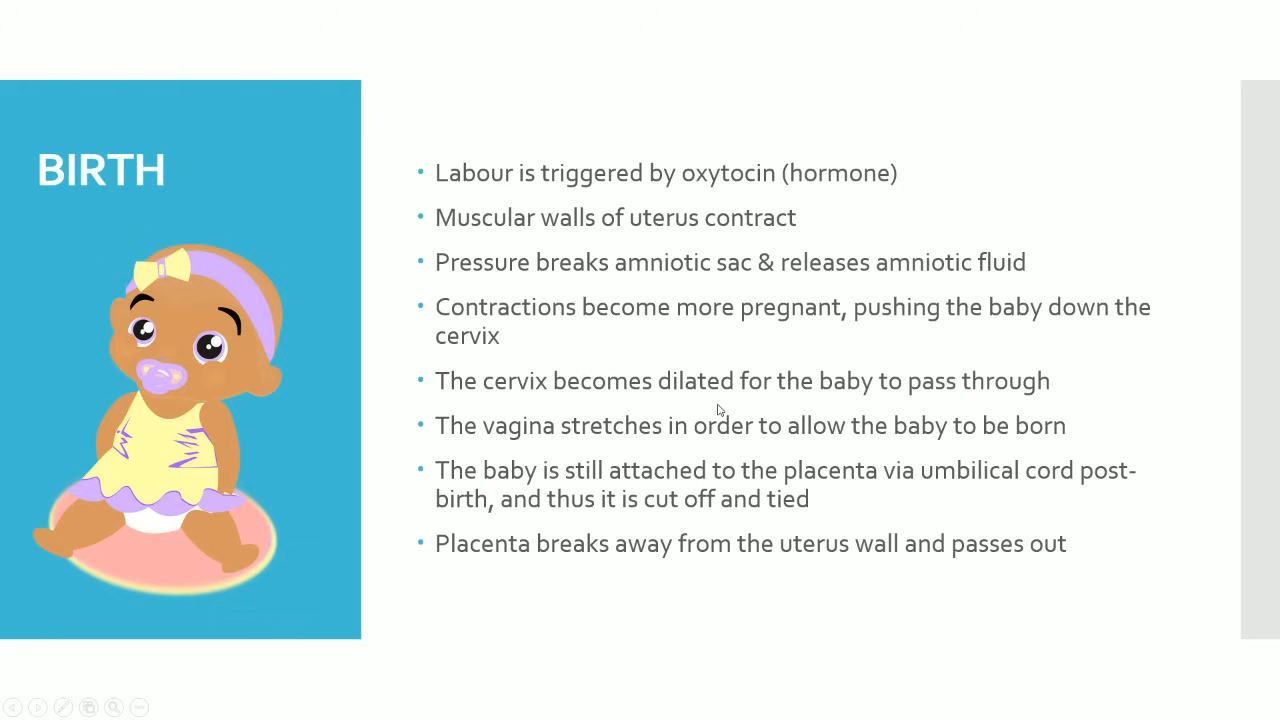 BIRTH
• Labour is triggered by oxytocin (hormone)
• Muscular walls of uterus contract
• Pressure breaks amniotic sac & releases amniotic fluid
• Contractions become more pregnant, pushing the baby down the
cervix
• The cervix becomes dilated for the baby to pass through
• The vagina stretches in order to allow the baby to be born
• The baby is still attached to the placenta via umbilical cord post-
birth, and thus it is cut off and tied
• Placenta breaks away from the uterus wall and passes out